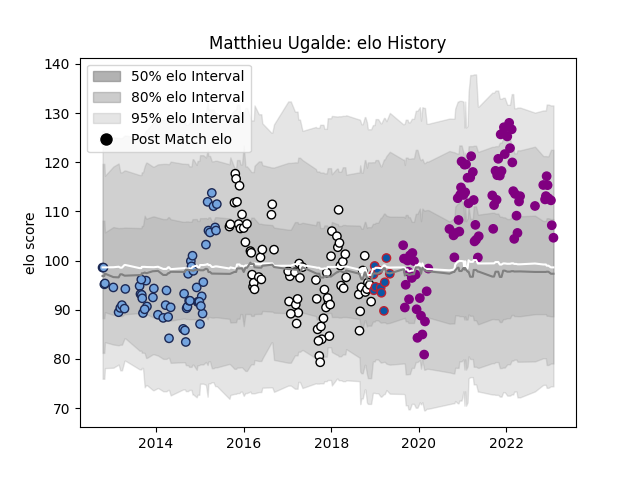 Matthieu Ugalde: elo History
50% elo Interval
80% elo Interval
95% elo Interval
Post Match elo
elo score
140
130
120
110
100
90
80
70
2014
2016
2018
2020
2022